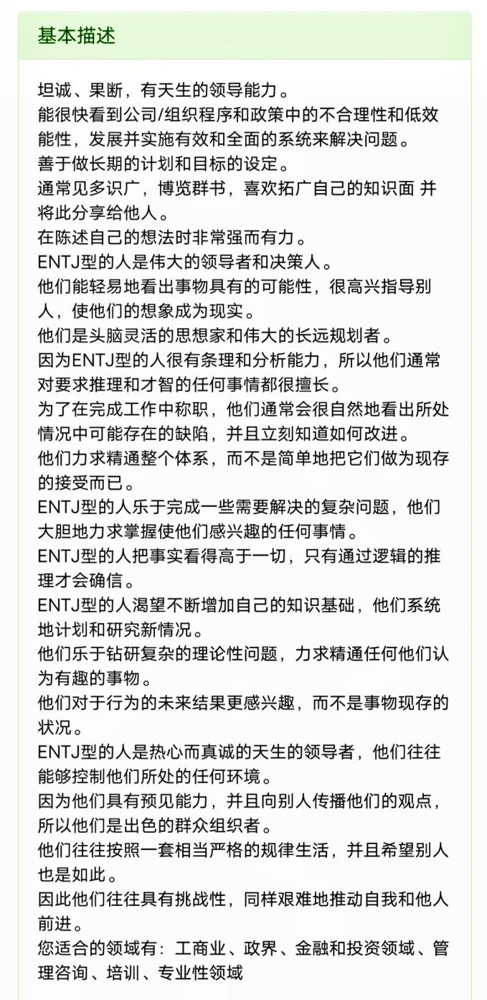 基本描述
坦诚、果断，有天生的领导能力。
能很快看到公司/组织程序和政策中的不合理性和低效
能性，发展并实施有效和全面的系统来解决问题。
善于做长期的计划和目标的设定。
通常见多识广，博览群书，喜欢拓广自己的知识面 并
将此分享给他人。
在陈述自己的想法时非常强而有力。
ENTJ型的人是伟大的领导者和决策人。
他们能轻易地看出事物具有的可能性，很高兴指导别
人，使他们的想象成为现实。
他们是头脑灵活的思想家和伟大的长远规划者。
因为ENTJ型的人很有条理和分析能力，所以他们通常
对要求推理和才智的任何事情都很擅长。
为了在完成工作中称职，他们通常会很自然地看出所处
情况中可能存在的缺陷，并且立刻知道如何改进。
他们力求精通整个体系，而不是简单地把它们做为现存
的接受而已。
ENTJ型的人乐于完成一些需要解决的复杂问题，他们
大胆地力求掌握使他们感兴趣的任何事情。
ENTJ型的人把事实看得高于一切，只有通过逻辑的推
理才会确信。
ENTJ型的人渴望不断增加自己的知识基础，他们系统
地计划和研究新情况。
他们乐于钻研复杂的理论性问题，力求精通任何他们认
为有趣的事物。
他们对于行为的未来结果更感兴趣，而不是事物现存的
状况。
ENTJ型的人是热心而真诚的天生的领导者，他们往往
能够控制他们所处的任何环境。
因为他们具有预见能力，并且向别人传播他们的观点，
所以他们是出色的群众组织者。
他们往往按照一套相当严格的规律生活，并且希望别人
也是如此。
因此他们往往具有挑战性，同样艰难地推动自我和他人
前进。
您适合的领域有：工商业、政界、金融和投资领域、管
理咨询、培训、专业性领域